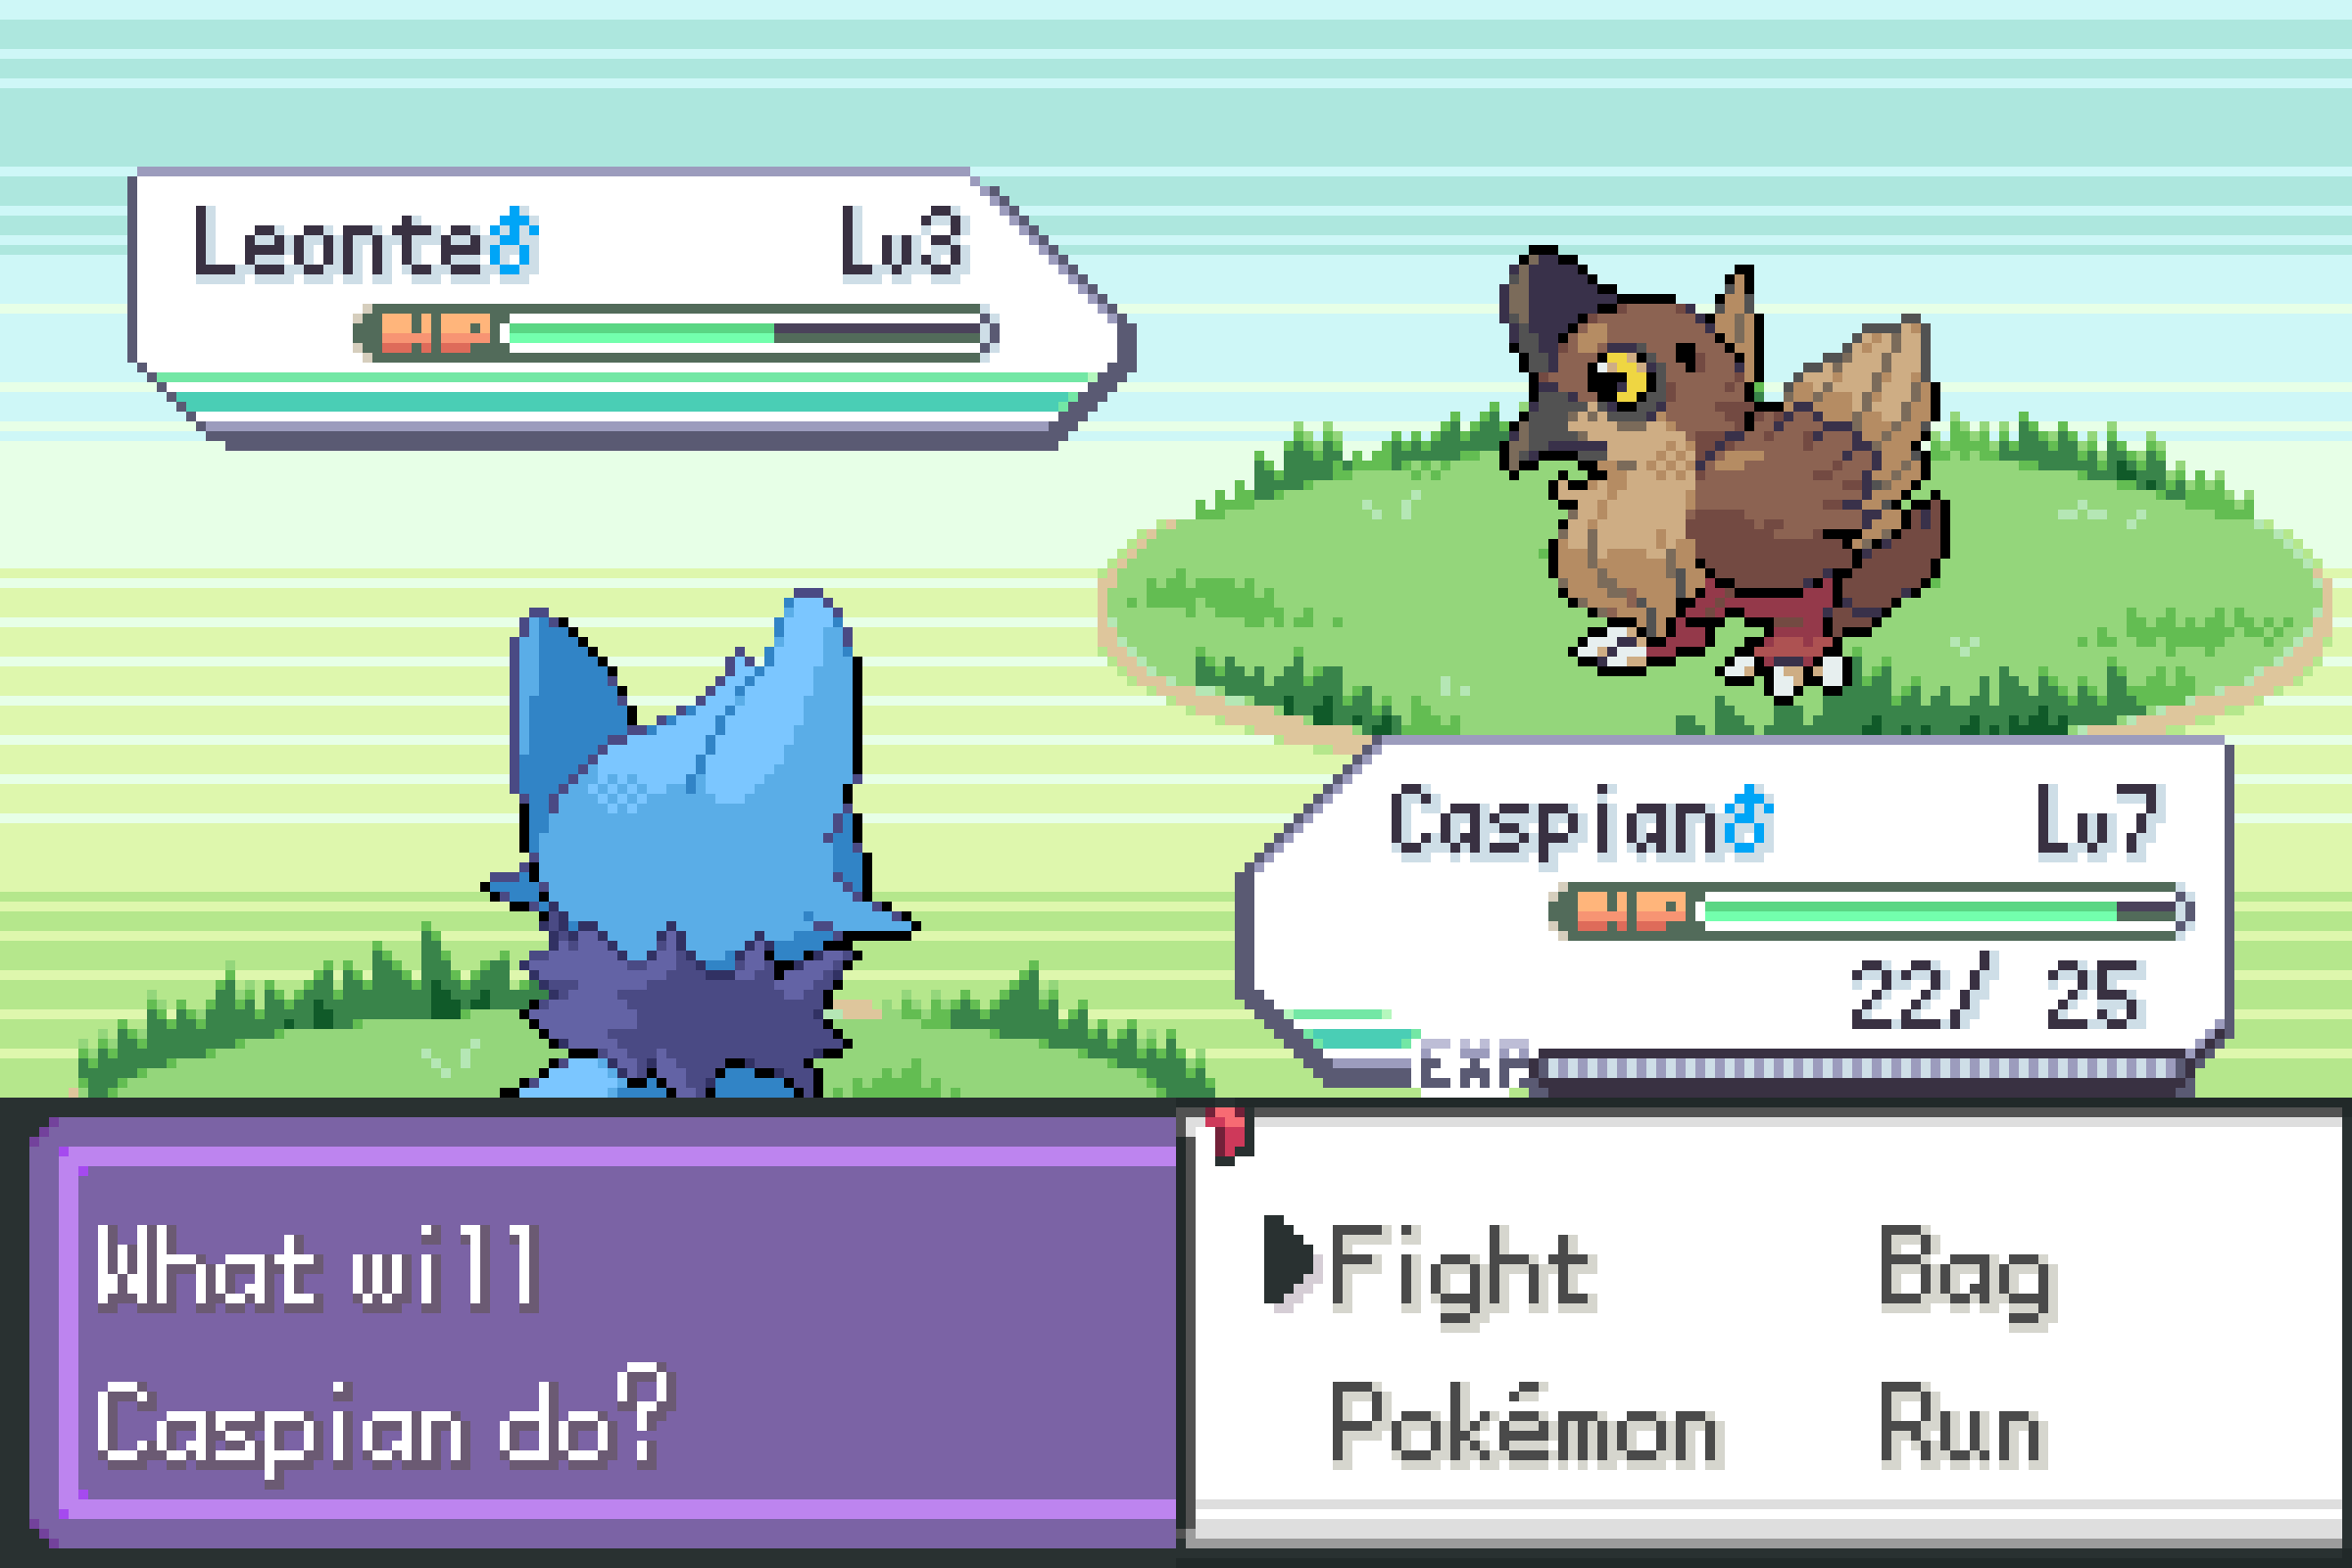 Leonte♂ Lv3
HP
Caspian♂ Lv7
HP
22/ 25
EXP
What will
Caspian do?
Fight Bag
Pokémon Run